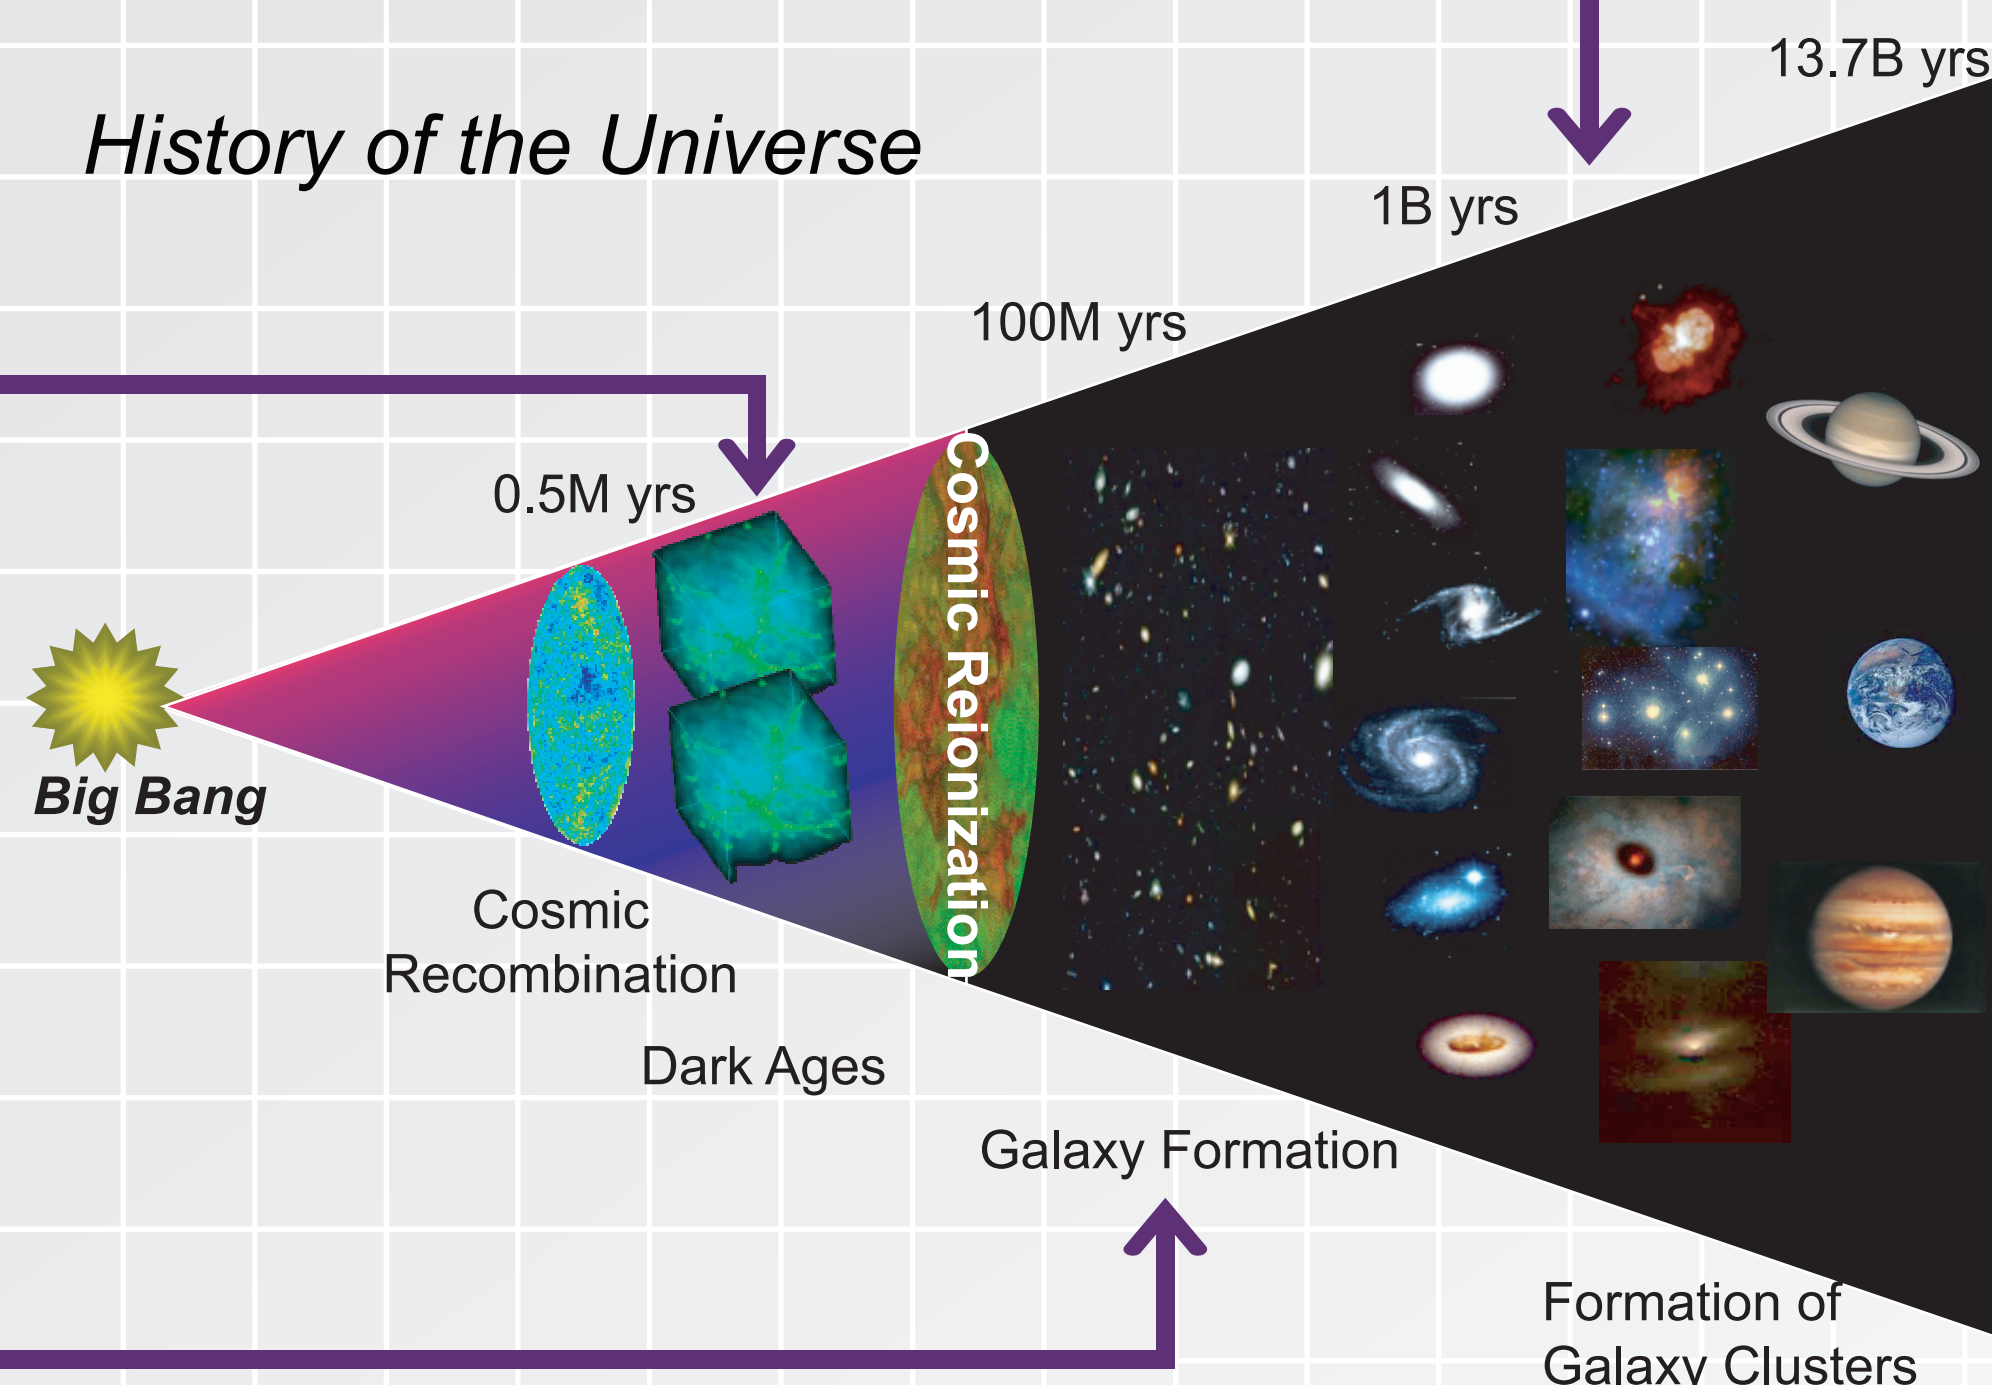 13.7B yrs
History of the Universe
1B yrs
100M yrs
0.5M yrs
Cosmic Reionization
Big Bang
Cosmic
Recombination
Dark Ages
Galaxy Formation
Formation of
Galaxy Clusters